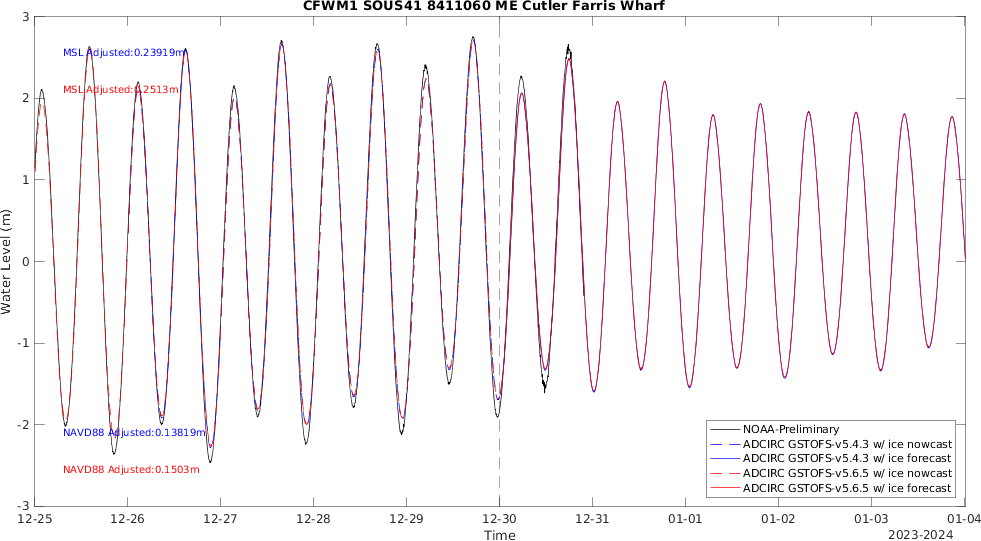 CFWM1 SOUS41 8411060 ME Cutler Farris Wharf
3
2
1
0
-1
-2
-3
Water Level (m)
MSL Adjusted:0.23919m
MSL Adjusted:0.2513m
NAVD88 Adjusted:0.13819m
NAVD88 Adjusted:0.1503m
NOAA-Preliminary
ADCIRC GSTOFS-v5.4.3 w/ ice nowcast
ADCIRC GSTOFS-v5.4.3 w/ ice forecast
ADCIRC GSTOFS-v5.6.5 w/ ice nowcast
ADCIRC GSTOFS-v5.6.5 w/ ice forecast
12-25 12-26 12-27 12-28 12-29 12-30 12-31 01-01 01-02 01-03 01-04
Time
2023-2024